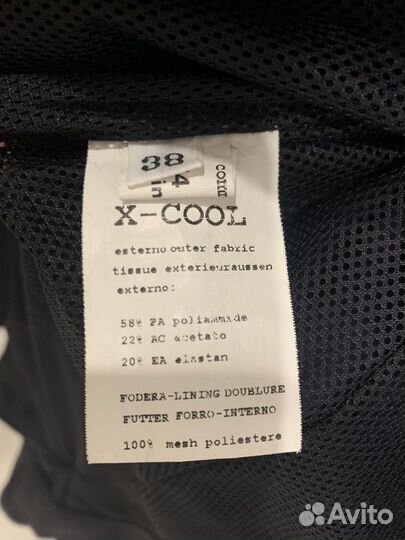 38
X-COOL
esterno outer fabric
tissue exterieuraussen
externo:
58% PA poliammade
22% AC acetato
20% EA elastan
FODERA-LINING DOUBLURE
FUTTER FORRO-INTERNO
100% mesh poliestere
Avito